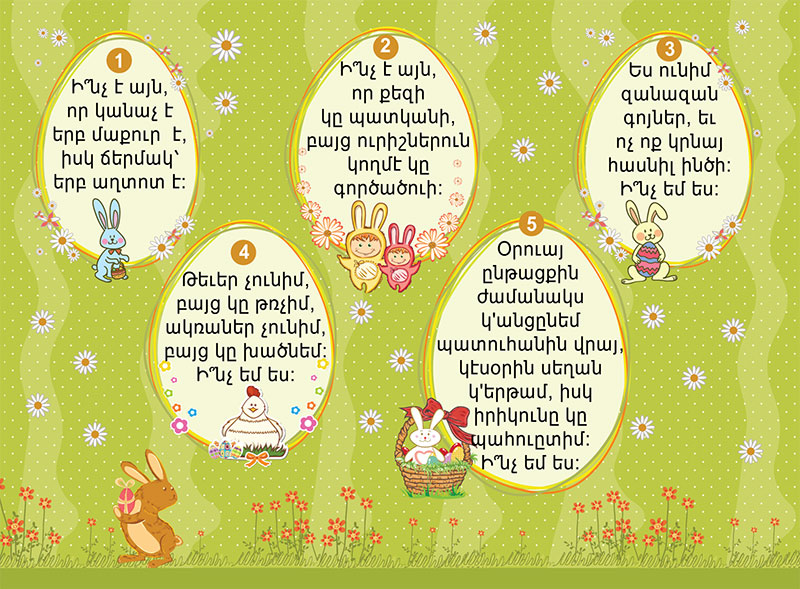 1
Ի՞նչ է այն,
որ կանաչ է
երբ մաքուր է,
իսկ ճերմակ՝
երբ աղտոտ է:
2
Ի՞նչ է այն,
որ քեզի
կը պատկանի,
բայց ուրիշներուն
կողմէ կը
գործածուի:
3
Ես ունիմ
զանազան
գոյներ, եւ
ոչ ոք կրնայ
հասնիլ ինծի:
Ի՞նչ եմ ես:
4
Թեւեր չունիմ,
բայց կը թռչիմ,
ակռաներ չունիմ,
բայց կը խածնեմ:
Ի՞նչ եմ ես:
5
Օրուայ
ընթացքին
ժամանակս
կ'անցընեմ
պատուհանին վրայ,
կէսօրին սեղան
կ'երթամ, իսկ
իրիկունը կը
պահուըտիմ:
Ի՞նչ եմ ես: